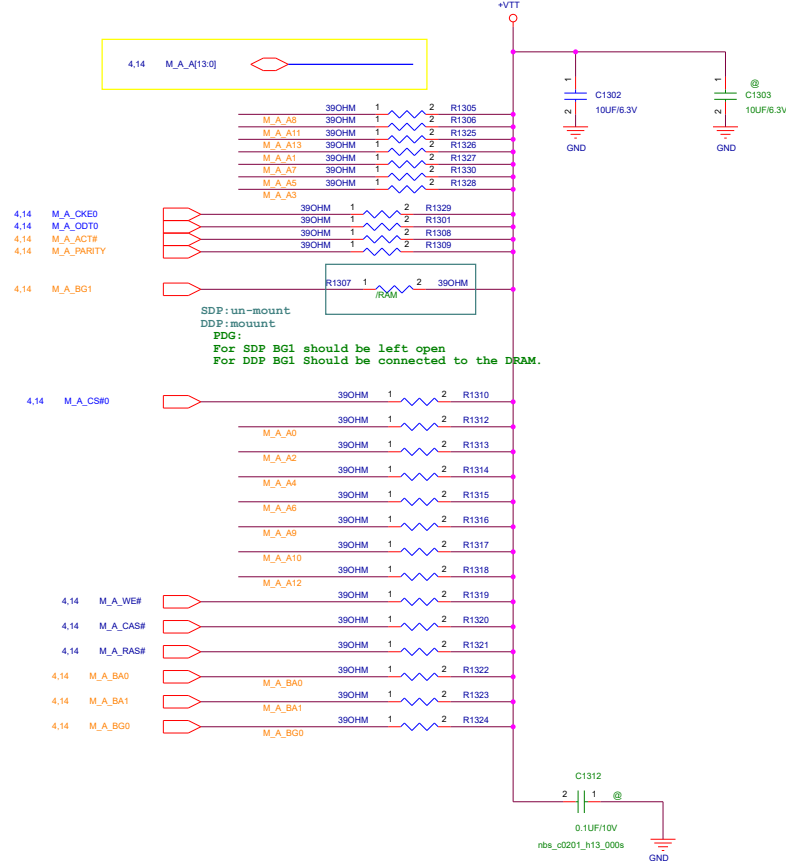 +VTT
4,14 M_A_A[13:0]
1 C1302
2 10UF/6.3V
GND
@
1 C1303
2 10UF/6.3V
GND
39OHM 1 2 R1305
M_A_A8 39OHM 1 2 R1306
M_A_A11 39OHM 1 2 R1325
M_A_A13 39OHM 1 2 R1326
M_A_A1 39OHM 1 2 R1327
M_A_A7 39OHM 1 2 R1330
M_A_A5 39OHM 1 2 R1328
M_A_A3
4,14 M_A_CKE0 39OHM 1 2 R1329
4,14 M_A_ODT0 39OHM 1 2 R1301
4,14 M_A_ACT# 39OHM 1 2 R1308
4,14 M_A_PARITY 39OHM 1 2 R1309
4,14 M_A_BG1 R1307 1 2 39OHM
/RAM
SDP:un-mount
DDP:mouunt
PDG:
For SDP BG1 should be left open
For DDP BG1 Should be connected to the DRAM.
4,14 M_A_CS#0 39OHM 1 2 R1310
39OHM 1 2 R1312
M_A_A0
39OHM 1 2 R1313
M_A_A2
39OHM 1 2 R1314
M_A_A4
39OHM 1 2 R1315
M_A_A6
39OHM 1 2 R1316
M_A_A9
39OHM 1 2 R1317
M_A_A10
39OHM 1 2 R1318
M_A_A12
4,14 M_A_WE# 39OHM 1 2 R1319
4,14 M_A_CAS# 39OHM 1 2 R1320
4,14 M_A_RAS# 39OHM 1 2 R1321
4,14 M_A_BA0 39OHM 1 2 R1322
M_A_BA0
4,14 M_A_BA1 39OHM 1 2 R1323
M_A_BA1
4,14 M_A_BG0 39OHM 1 2 R1324
M_A_BG0
C1312
2 1 @
0.1UF/10V
nbs_c0201_h13_000s
GND